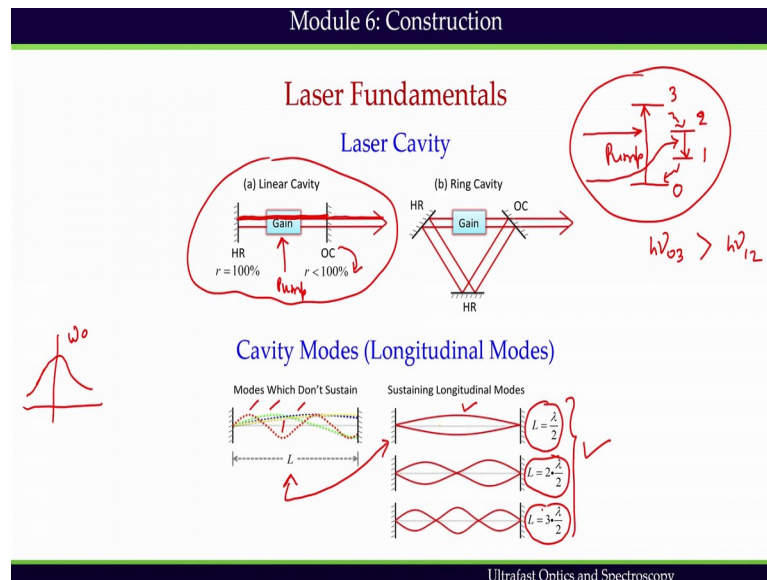 Module 6: Construction
Laser Fundamentals
Laser Cavity
3
2
Pump
1
0
hν03 > hν12
(a) Linear Cavity
Gain
HR
OC
r = 100%
r < 100%
Pump
(b) Ring Cavity
HR
Gain
OC
HR
ω0
Cavity Modes (Longitudinal Modes)
Modes Which Don't Sustain
L
Sustaining Longitudinal Modes
L = λ/2
L = 2·λ/2
L = 3·λ/2
Ultrafast Optics and Spectroscopy